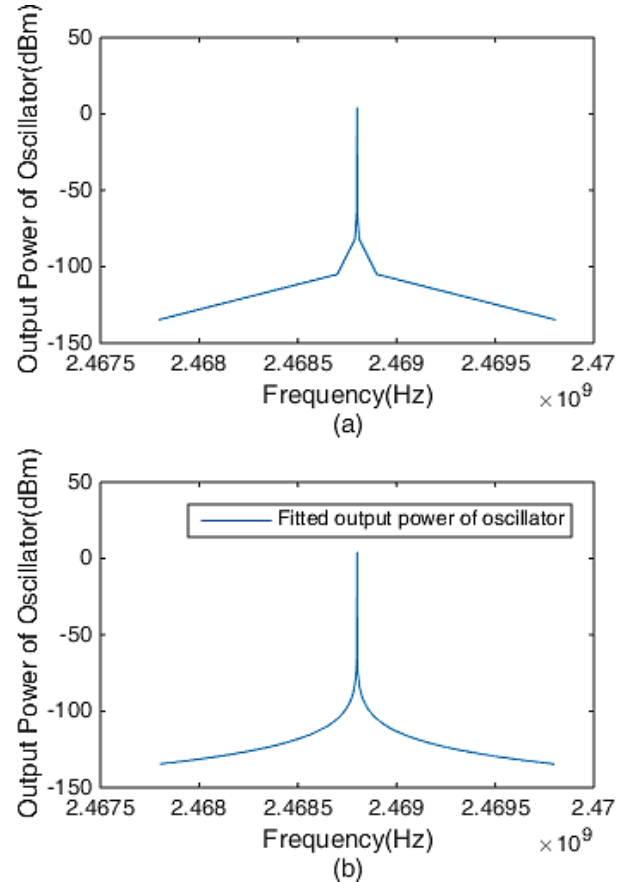 Output Power of Oscillator(dBm)
50
0
-50
-100
-150
2.4675 2.468 2.4685 2.469 2.4695 2.47
Frequency(Hz) ×10^9
(a)
Output Power of Oscillator(dBm)
50
0
-50
-100
-150
Fitted output power of oscillator
2.4675 2.468 2.4685 2.469 2.4695 2.47
Frequency(Hz) ×10^9
(b)